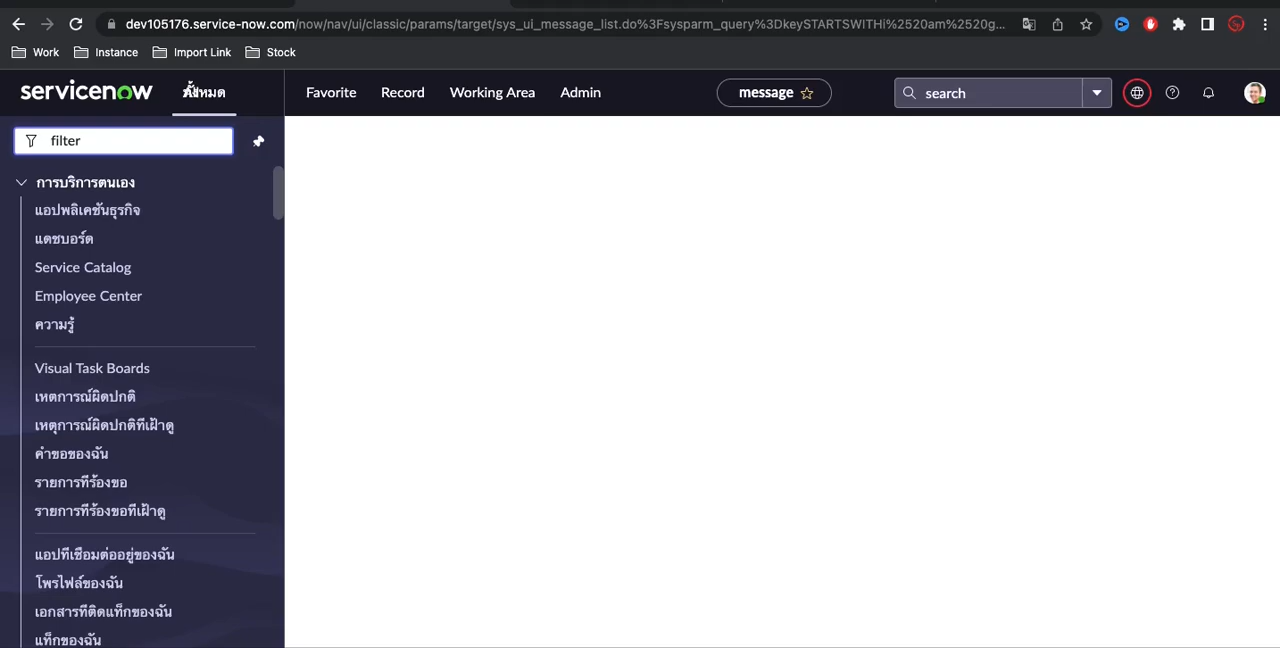 dev105176.service-now.com/now/nav/ui/classic/params/target/sys_ui_message_list.do%3Fsysparm_query%3DkeySTARTSWITHi%2520am%2520g...
Work Instance Import Link Stock
servicenow ทั้งหมด Favorite Record Working Area Admin message search
filter
การบริการตนเอง
แอปพลิเคชันธุรกิจ
แดชบอร์ด
Service Catalog
Employee Center
ความรู้
Visual Task Boards
เหตุการณ์ผิดปกติ
เหตุการณ์ผิดปกติที่เฝ้าดู
คำขอของฉัน
รายการที่ร้องขอ
รายการที่ร้องขอที่เฝ้าดู
แอปที่เชื่อมต่ออยู่ของฉัน
โพรไฟล์ของฉัน
เอกสารที่ติดแท็กของฉัน
แท็กของฉัน